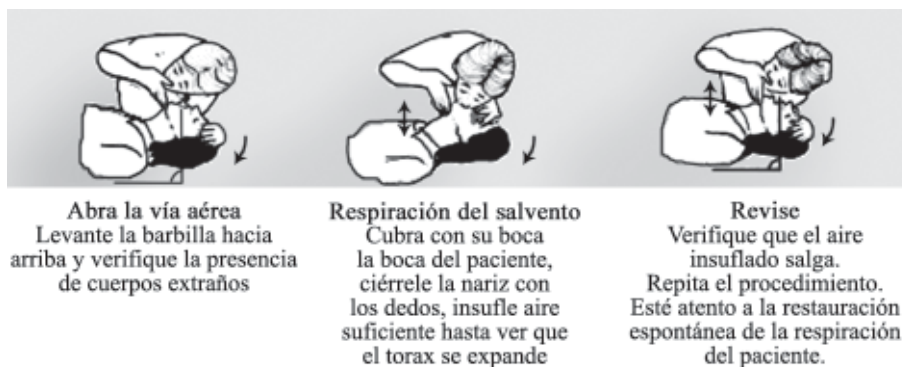 Abra la vía aérea
Levante la barbilla hacia
arriba y verifique la presencia
de cuerpos extraños
Respiración del salvento
Cubra con su boca
la boca del paciente,
ciérrele la nariz con
los dedos, insufle aire
suficiente hasta ver que
el torax se expande
Revise
Verifique que el aire
insuflado salga.
Repita el procedimiento.
Esté atento a la restauración
espontánea de la respiración
del paciente.